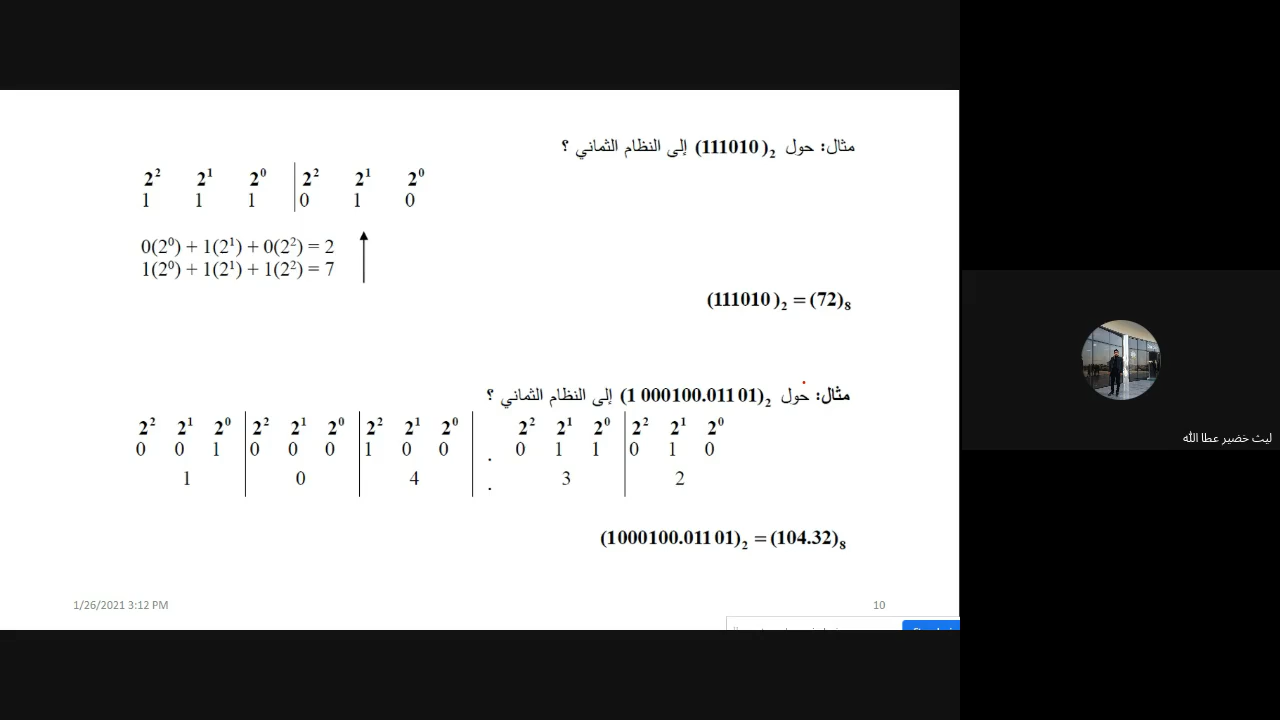 مثال: حول (111010)₂ إلى النظام الثماني ؟
2² 2¹ 2⁰ 2² 2¹ 2⁰
1 1 1 0 1 0
0(2⁰) + 1(2¹) + 0(2²) = 2
1(2⁰) + 1(2¹) + 1(2²) = 7
(111010)₂ = (72)₈
مثال: حول (1 000100.011 01)₂ إلى النظام الثماني ؟
2² 2¹ 2⁰ 2² 2¹ 2⁰ 2² 2¹ 2⁰ 2² 2¹ 2⁰ 2² 2¹ 2⁰
0 0 1 0 0 0 1 0 0 . 0 1 1 0 1 0
1 0 4 . 3 2
(1000100.011 01)₂ = (104.32)₈
1/26/2021 3:12 PM
10
ليث خضير عطا الله